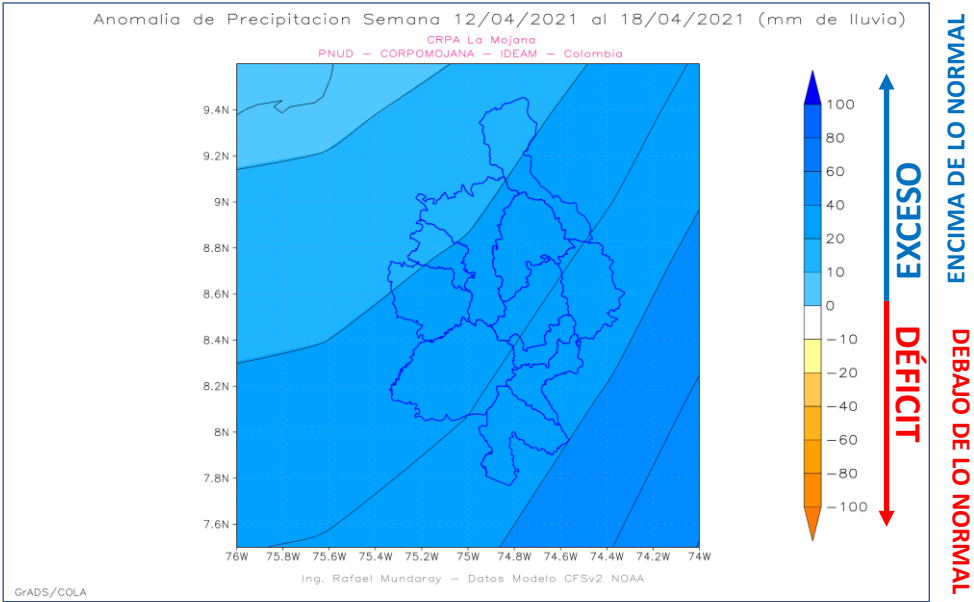 Anomalia de Precipitacion Semana 12/04/2021 al 18/04/2021 (mm de lluvia)
CRPA La Mojana
PNUD – CORPOMOJANA – IDEAM – Colombia
9.4N
9.2N
9N
8.8N
8.6N
8.4N
8.2N
8N
7.8N
7.6N
76W 75.8W 75.6W 75.4W 75.2W 75W 74.8W 74.6W 74.4W 74.2W 74W
100
80
60
40
20
10
0
−10
−20
−40
−60
−80
−100
EXCESO
DÉFICIT
ENCIMA DE LO NORMAL
DEBAJO DE LO NORMAL
Ing. Rafael Mundaray – Datos Modelo CFSv2 NOAA
GrADS/COLA